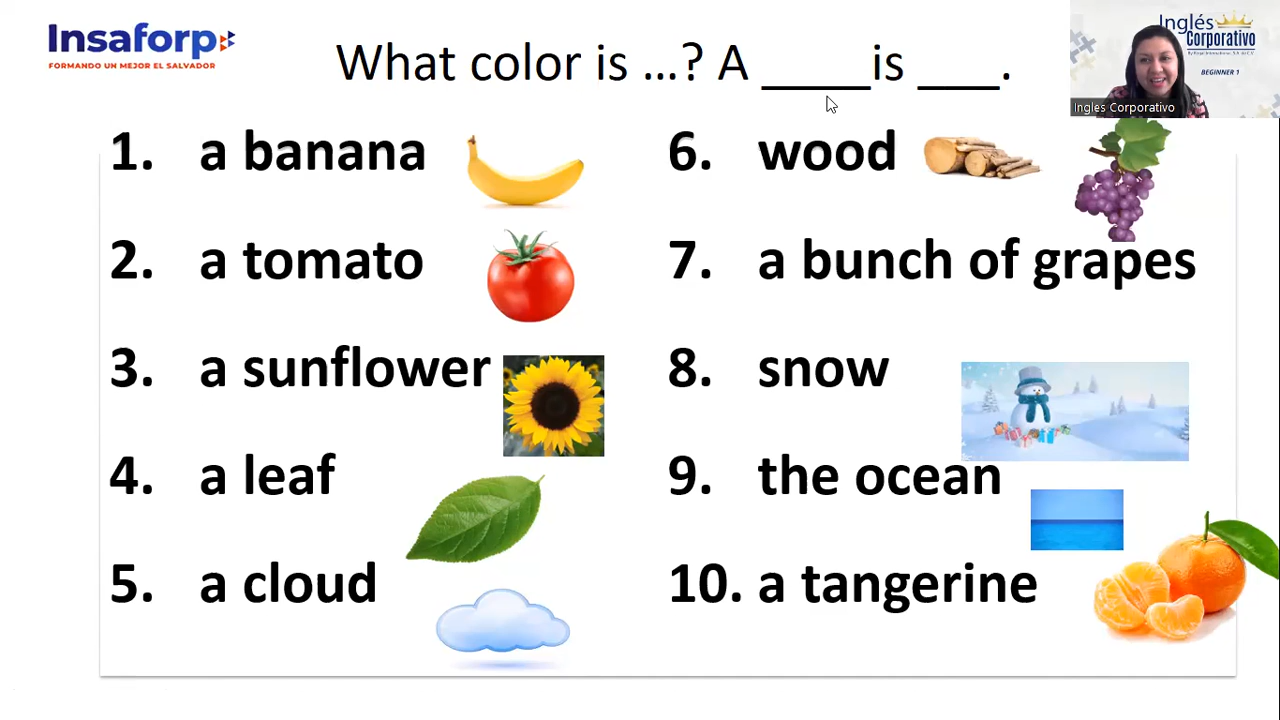 Insaforp
FORMANDO UN MEJOR EL SALVADOR
What color is ...? A ____ is ___.
Inglés
Corporativo
BEGINNER 1
Ingles Corporativo
1. a banana
2. a tomato
3. a sunflower
4. a leaf
5. a cloud
6. wood
7. a bunch of grapes
8. snow
9. the ocean
10. a tangerine